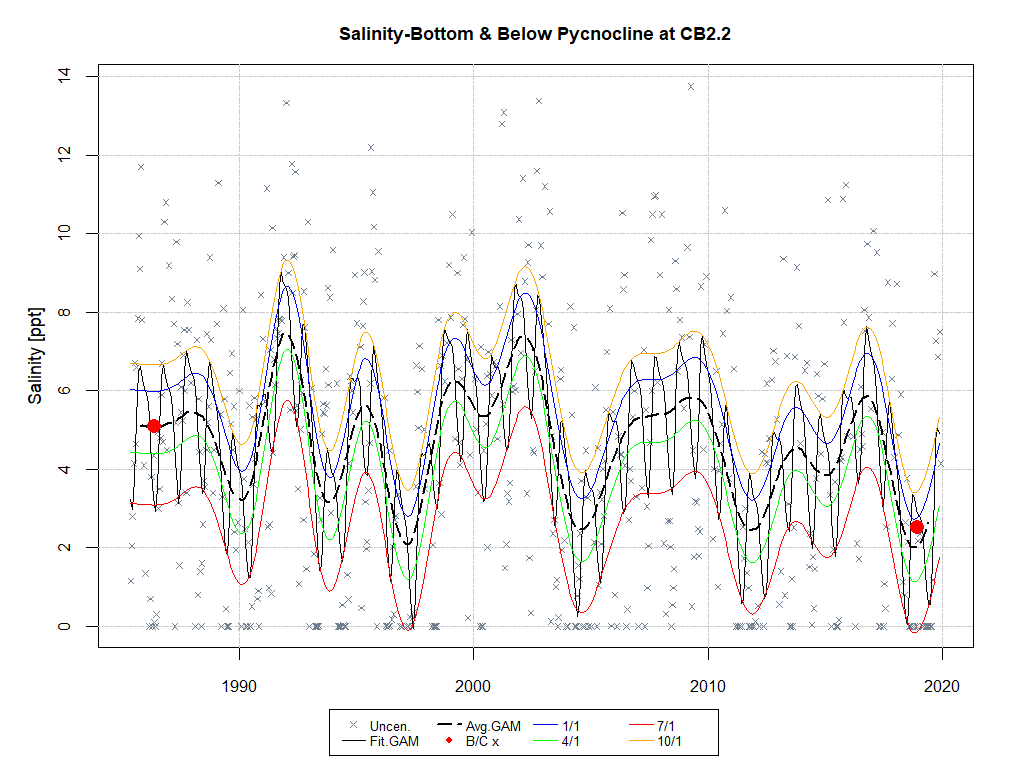 Salinity-Bottom & Below Pycnocline at CB2.2
14
12
10
8
6
4
2
0
Salinity [ppt]
1990 2000 2010 2020
Uncen. Avg.GAM 1/1 7/1
Fit.GAM B/C x 4/1 10/1